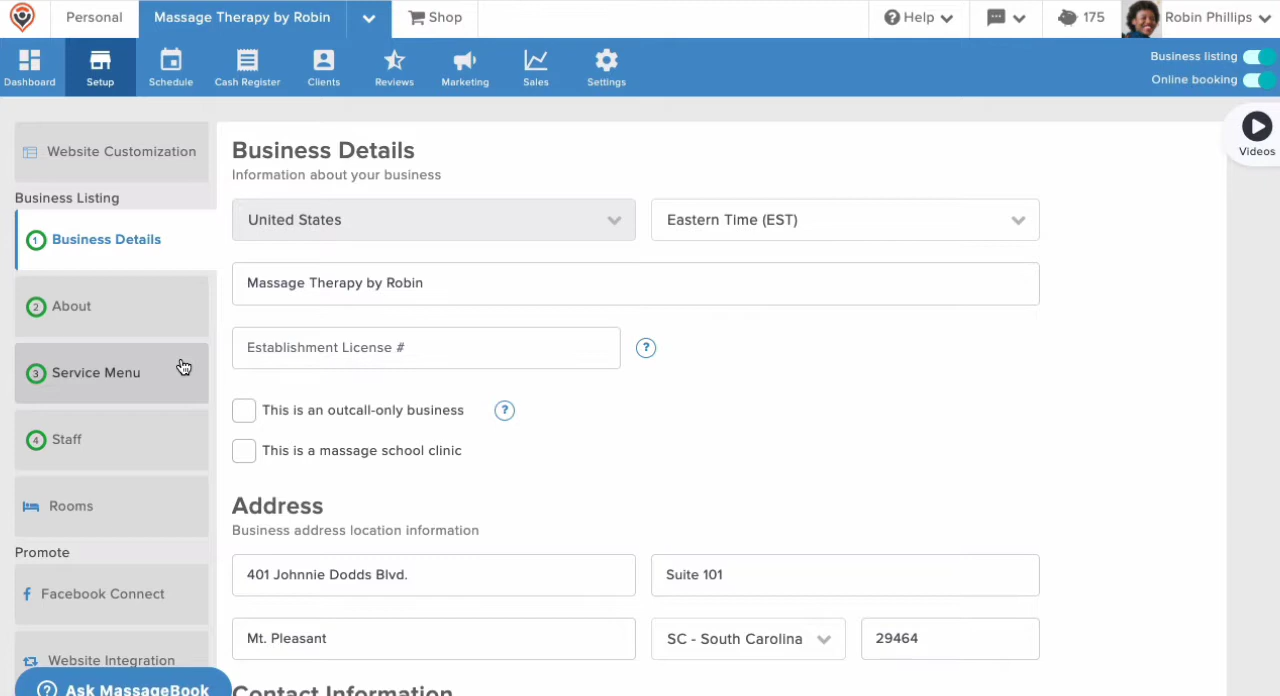 Personal
Massage Therapy by Robin
Shop
Help
175
Robin Phillips
Dashboard
Setup
Schedule
Cash Register
Clients
Reviews
Marketing
Sales
Settings
Business listing
Online booking
Videos
Website Customization
Business Listing
1 Business Details
2 About
3 Service Menu
4 Staff
Rooms
Promote
Facebook Connect
Website Integration
? Ask MassageBook
Business Details
Information about your business
United States
Eastern Time (EST)
Massage Therapy by Robin
Establishment License # ?
This is an outcall-only business ?
This is a massage school clinic
Address
Business address location information
401 Johnnie Dodds Blvd.
Suite 101
Mt. Pleasant
SC - South Carolina
29464
Contact Information